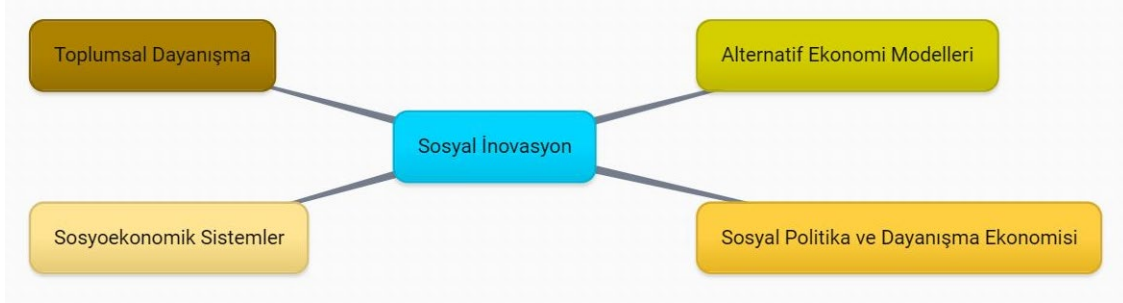 Toplumsal Dayanışma
Alternatif Ekonomi Modelleri
Sosyal İnovasyon
Sosyoekonomik Sistemler
Sosyal Politika ve Dayanışma Ekonomisi